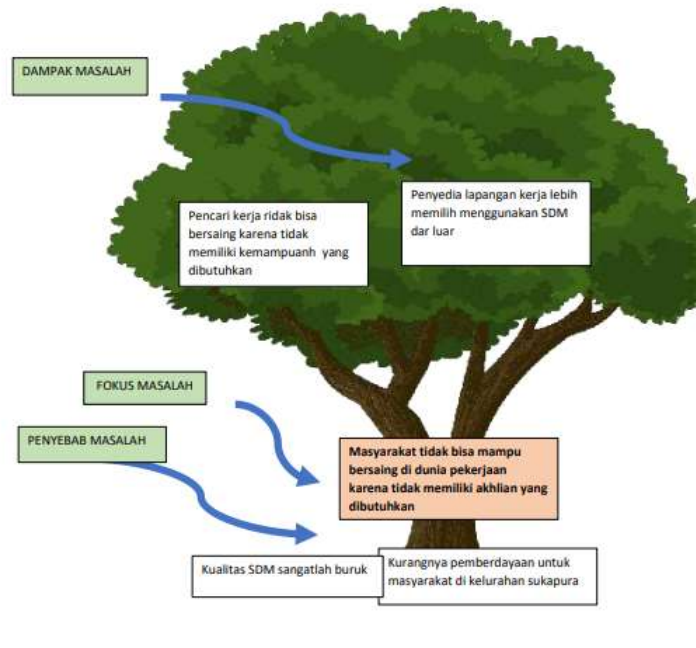 DAMPAK MASALAH
Pencari kerja ridak bisa
bersaing karena tidak
memiliki kemampuanh yang
dibutuhkan
Penyedia lapangan kerja lebih
memilih menggunakan SDM
dar luar
FOKUS MASALAH
PENYEBAB MASALAH
Masyarakat tidak bisa mampu
bersaing di dunia pekerjaan
karena tidak memiliki akhlian yang
dibutuhkan
Kualitas SDM sangatlah buruk
Kurangnya pemberdayaan untuk
masyarakat di kelurahan sukapura